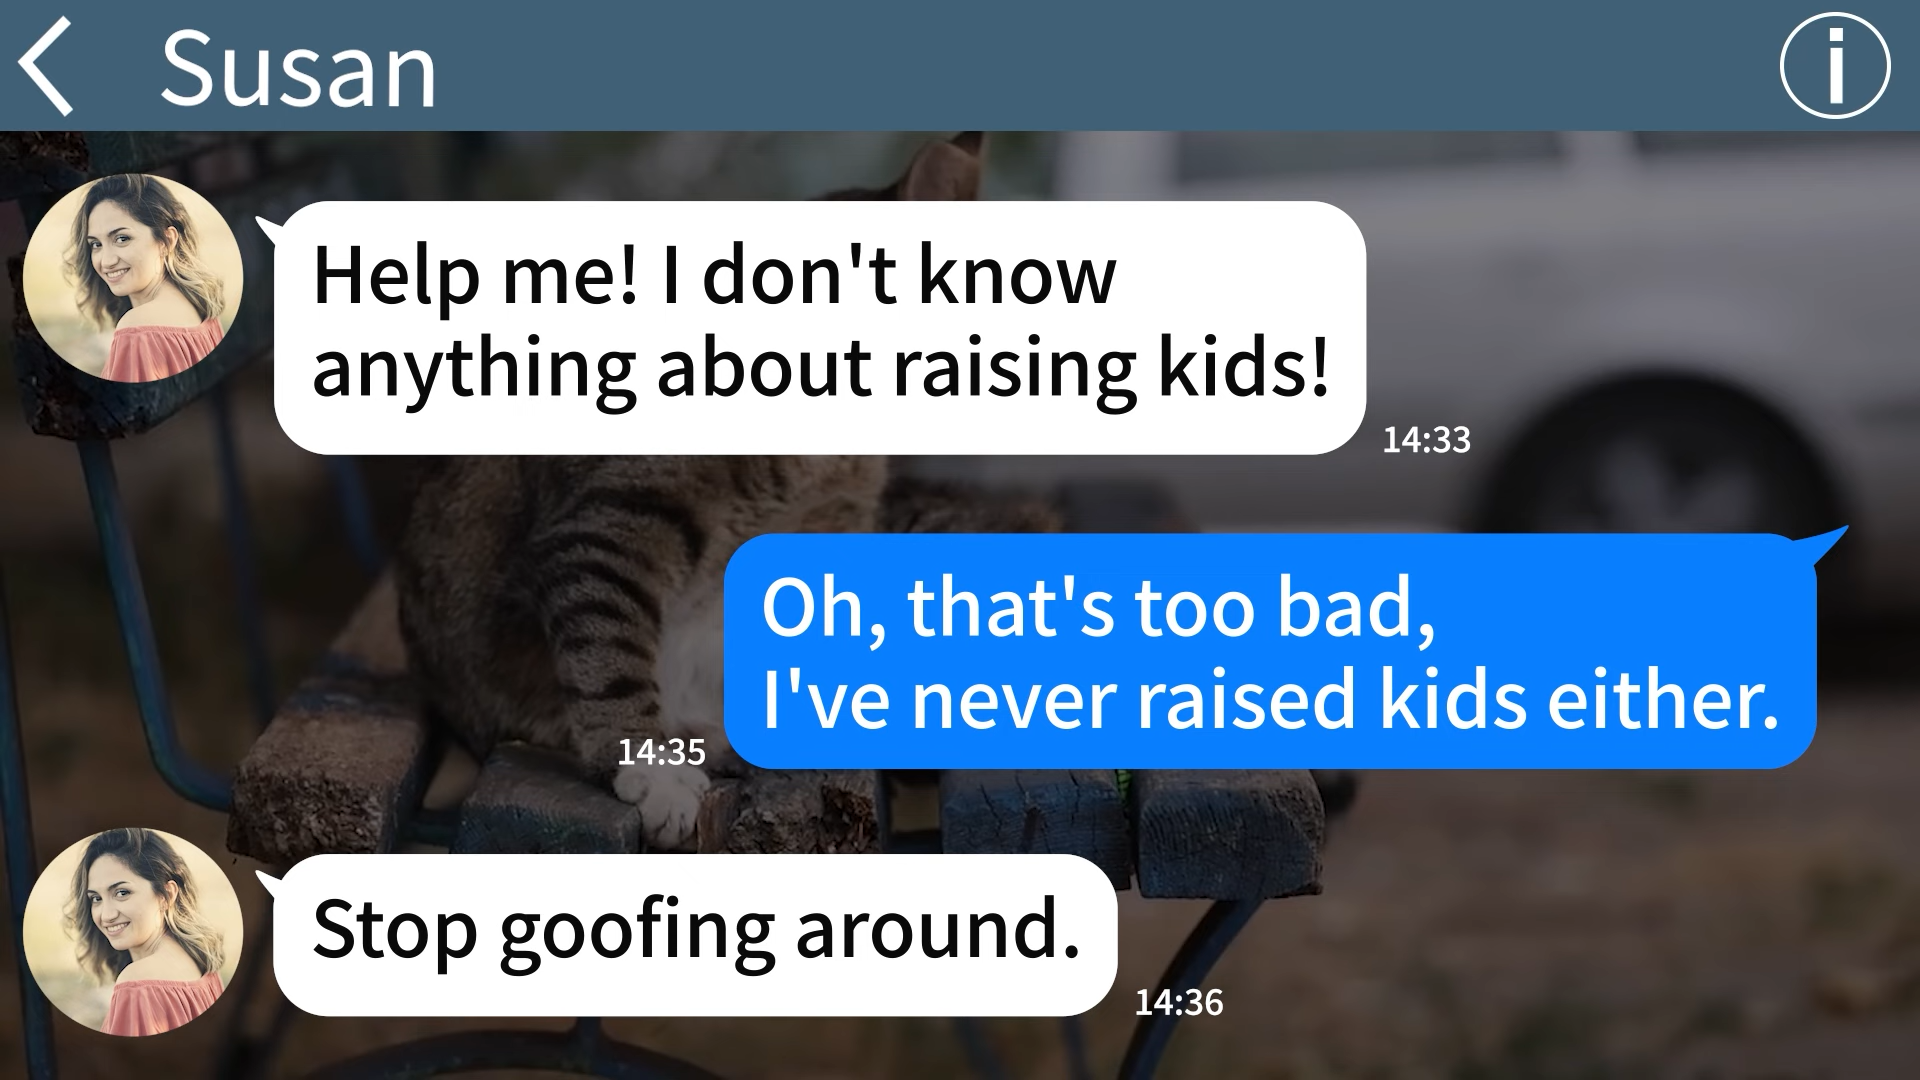 Susan
Help me! I don't know
anything about raising kids!
14:33
Oh, that's too bad,
I've never raised kids either.
14:35
Stop goofing around.
14:36